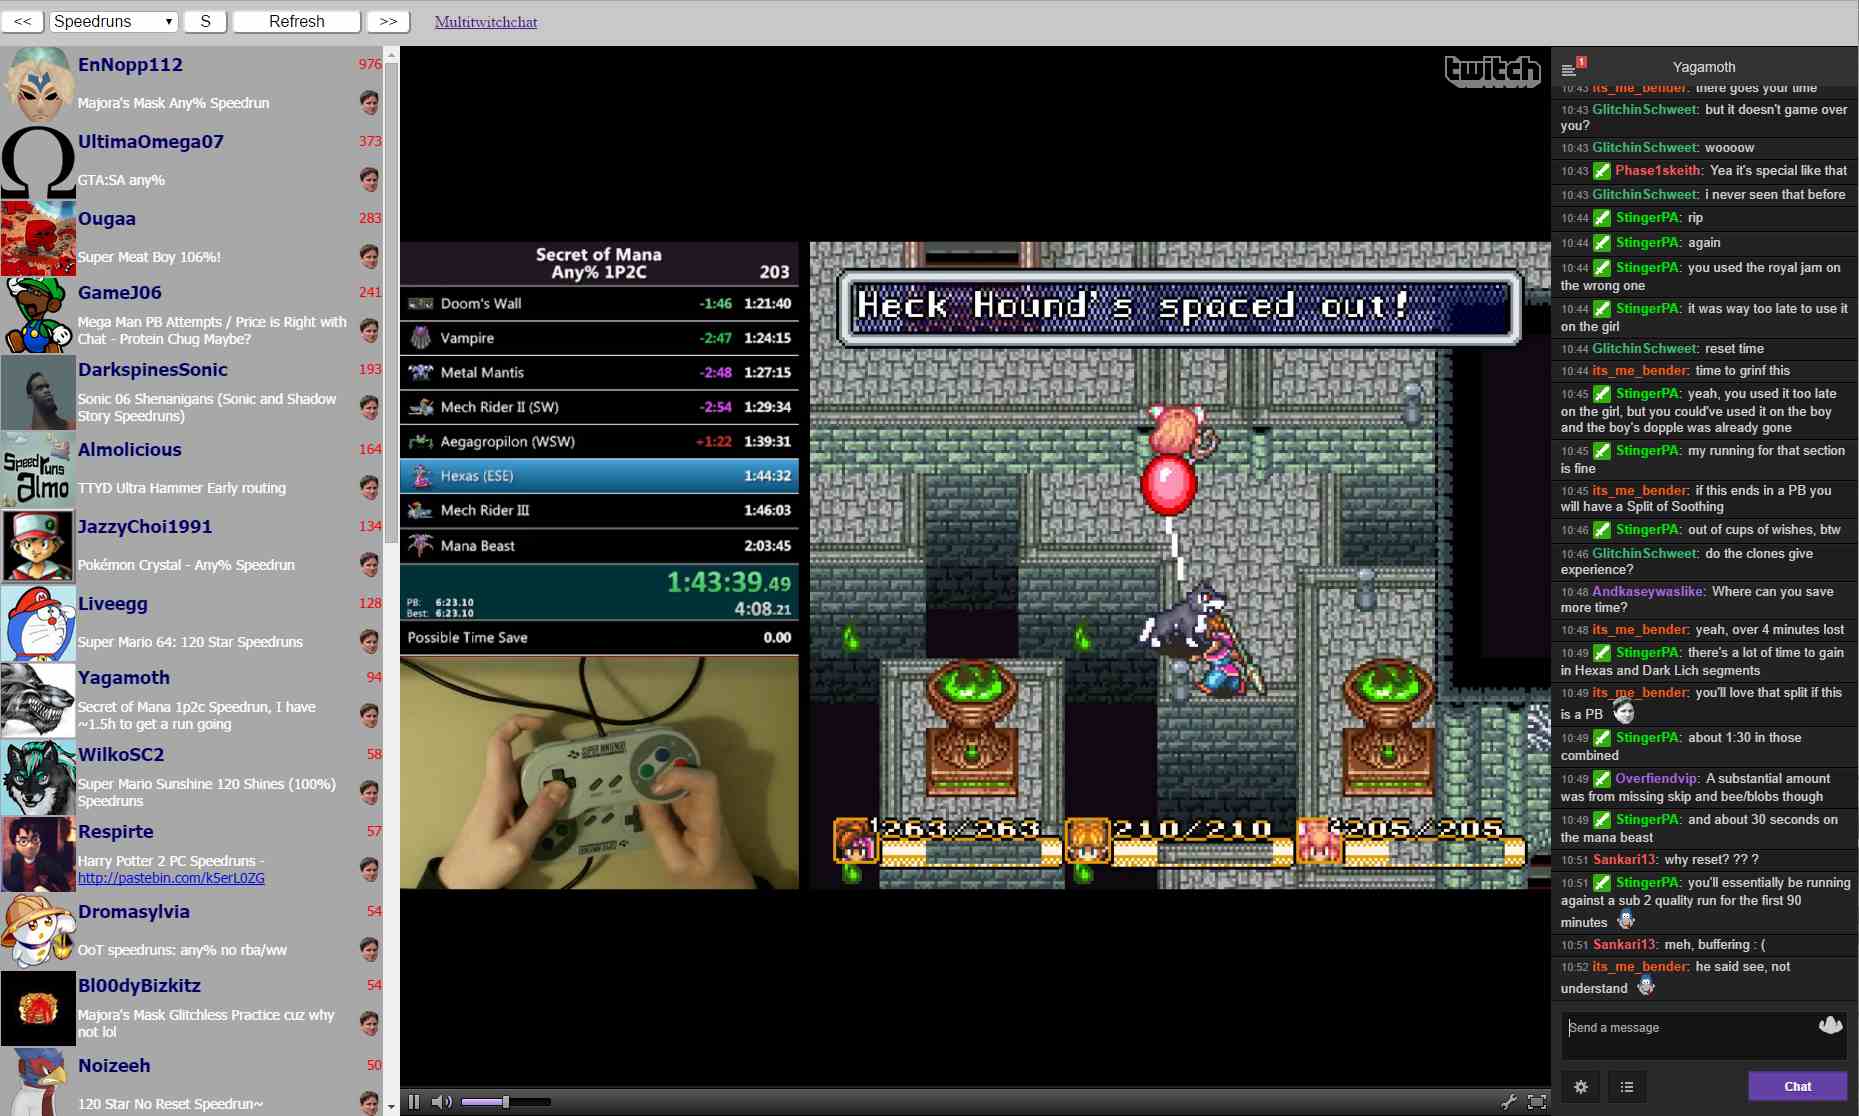 << Speedruns S Refresh >> Multitwitchchat
EnNopp112 976
Majora's Mask Any% Speedrun
UltimaOmega07 373
GTA:SA any%
Ougaa 283
Super Meat Boy 106%!
GameJ06 241
Mega Man PB Attempts / Price is Right with
Chat - Protein Chug Maybe?
DarkspinesSonic 193
Sonic 06 Shenanigans (Sonic and Shadow
Story Speedruns)
Almolicious 164
Speed
runs
almo
TTYD Ultra Hammer Early routing
JazzyChoi1991 134
Pokémon Crystal - Any% Speedrun
Liveegg 128
Super Mario 64: 120 Star Speedruns
Yagamoth 94
Secret of Mana 1p2c Speedrun, I have
~1.5h to get a run going
WilkoSC2 58
Super Mario Sunshine 120 Shines (100%)
Speedruns
Respirte 57
Harry Potter 2 PC Speedruns -
http://pastebin.com/k5erL0ZG
Dromasylvia 54
OoT speedruns: any% no rba/ww
Bl00dyBizkitz 54
Majora's Mask Glitchless Practice cuz why
not lol
Noizeeh 50
120 Star No Reset Speedrun~
twitch
Secret of Mana
Any% 1P2C 203
Doom's Wall -1:46 1:21:40
Vampire -2:47 1:24:15
Metal Mantis -2:48 1:27:15
Mech Rider II (SW) -2:54 1:29:34
Aegagropilon (WSW) +1:22 1:39:31
Hexas (ESE) 1:44:32
Mech Rider III 1:46:03
Mana Beast 2:03:45
1:43:39.49
PB: 6:23.10
Best: 6:23.10 4:08.21
Possible Time Save 0.00
SUPER NINTENDO
Heck Hound's spaced out!
263/263 210/210 205/205
1
Yagamoth
10:43 its_me_bender: there goes your time
10:43 GlitchinSchweet: but it doesn't game over
you?
10:43 GlitchinSchweet: woooow
10:43 Phase1skeith: Yea it's special like that
10:43 GlitchinSchweet: i never seen that before
10:44 StingerPA: rip
10:44 StingerPA: again
10:44 StingerPA: you used the royal jam on
the wrong one
10:44 StingerPA: it was way too late to use it
on the girl
10:44 GlitchinSchweet: reset time
10:44 its_me_bender: time to grinf this
10:45 StingerPA: yeah, you used it too late
on the girl, but you could've used it on the boy
and the boy's dopple was already gone
10:45 StingerPA: my running for that section
is fine
10:45 its_me_bender: if this ends in a PB you
will have a Split of Soothing
10:46 StingerPA: out of cups of wishes, btw
10:46 GlitchinSchweet: do the clones give
experience?
10:48 Andkaseywaslike: Where can you save
more time?
10:48 its_me_bender: yeah, over 4 minutes lost
10:49 StingerPA: there's a lot of time to gain
in Hexas and Dark Lich segments
10:49 its_me_bender: you'll love that split if this
is a PB
10:49 StingerPA: about 1:30 in those
combined
10:49 Overfiendvip: A substantial amount
was from missing skip and bee/blobs though
10:49 StingerPA: and about 30 seconds on
the mana beast
10:51 Sankari13: why reset? ?? ?
10:51 StingerPA: you'll essentially be running
against a sub 2 quality run for the first 90
minutes
10:51 Sankari13: meh, buffering : (
10:52 its_me_bender: he said see, not
understand
Send a message
Chat